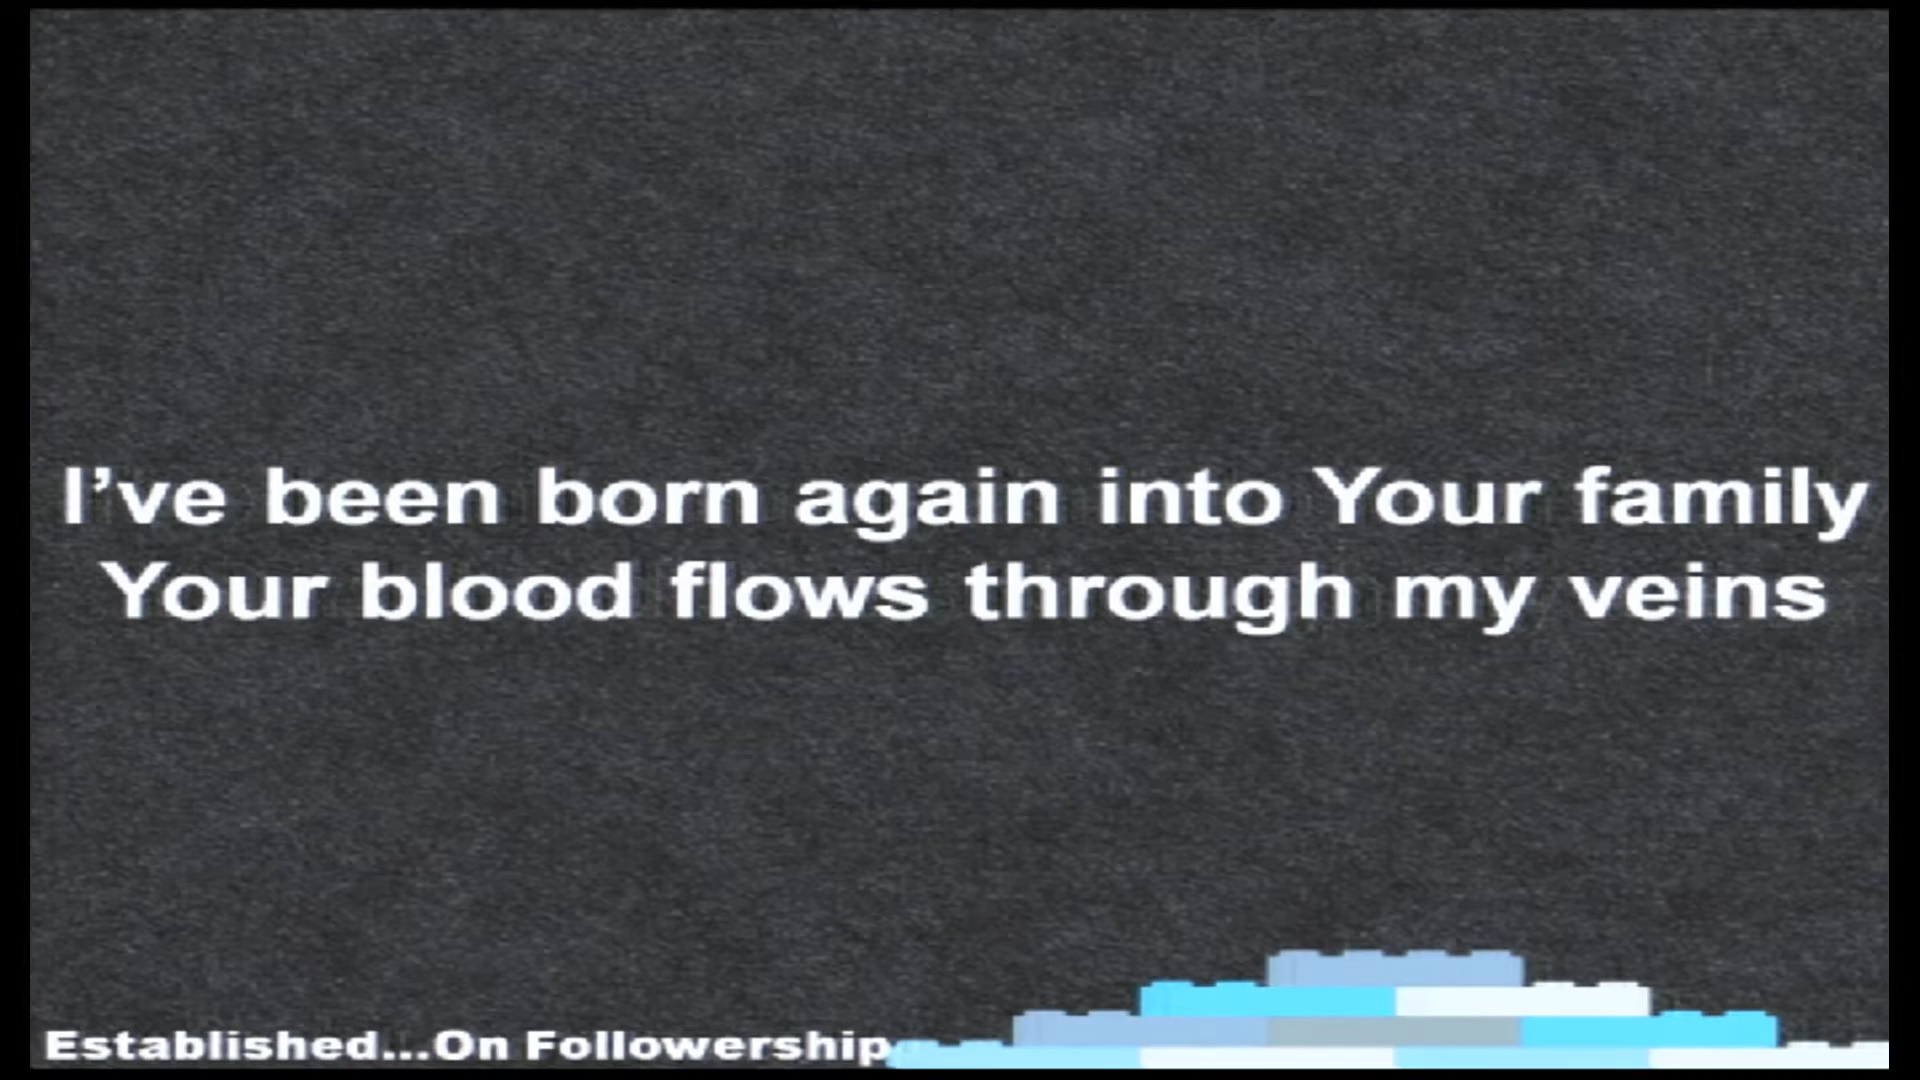 I’ve been born again into Your family
Your blood flows through my veins
Established...On Followership